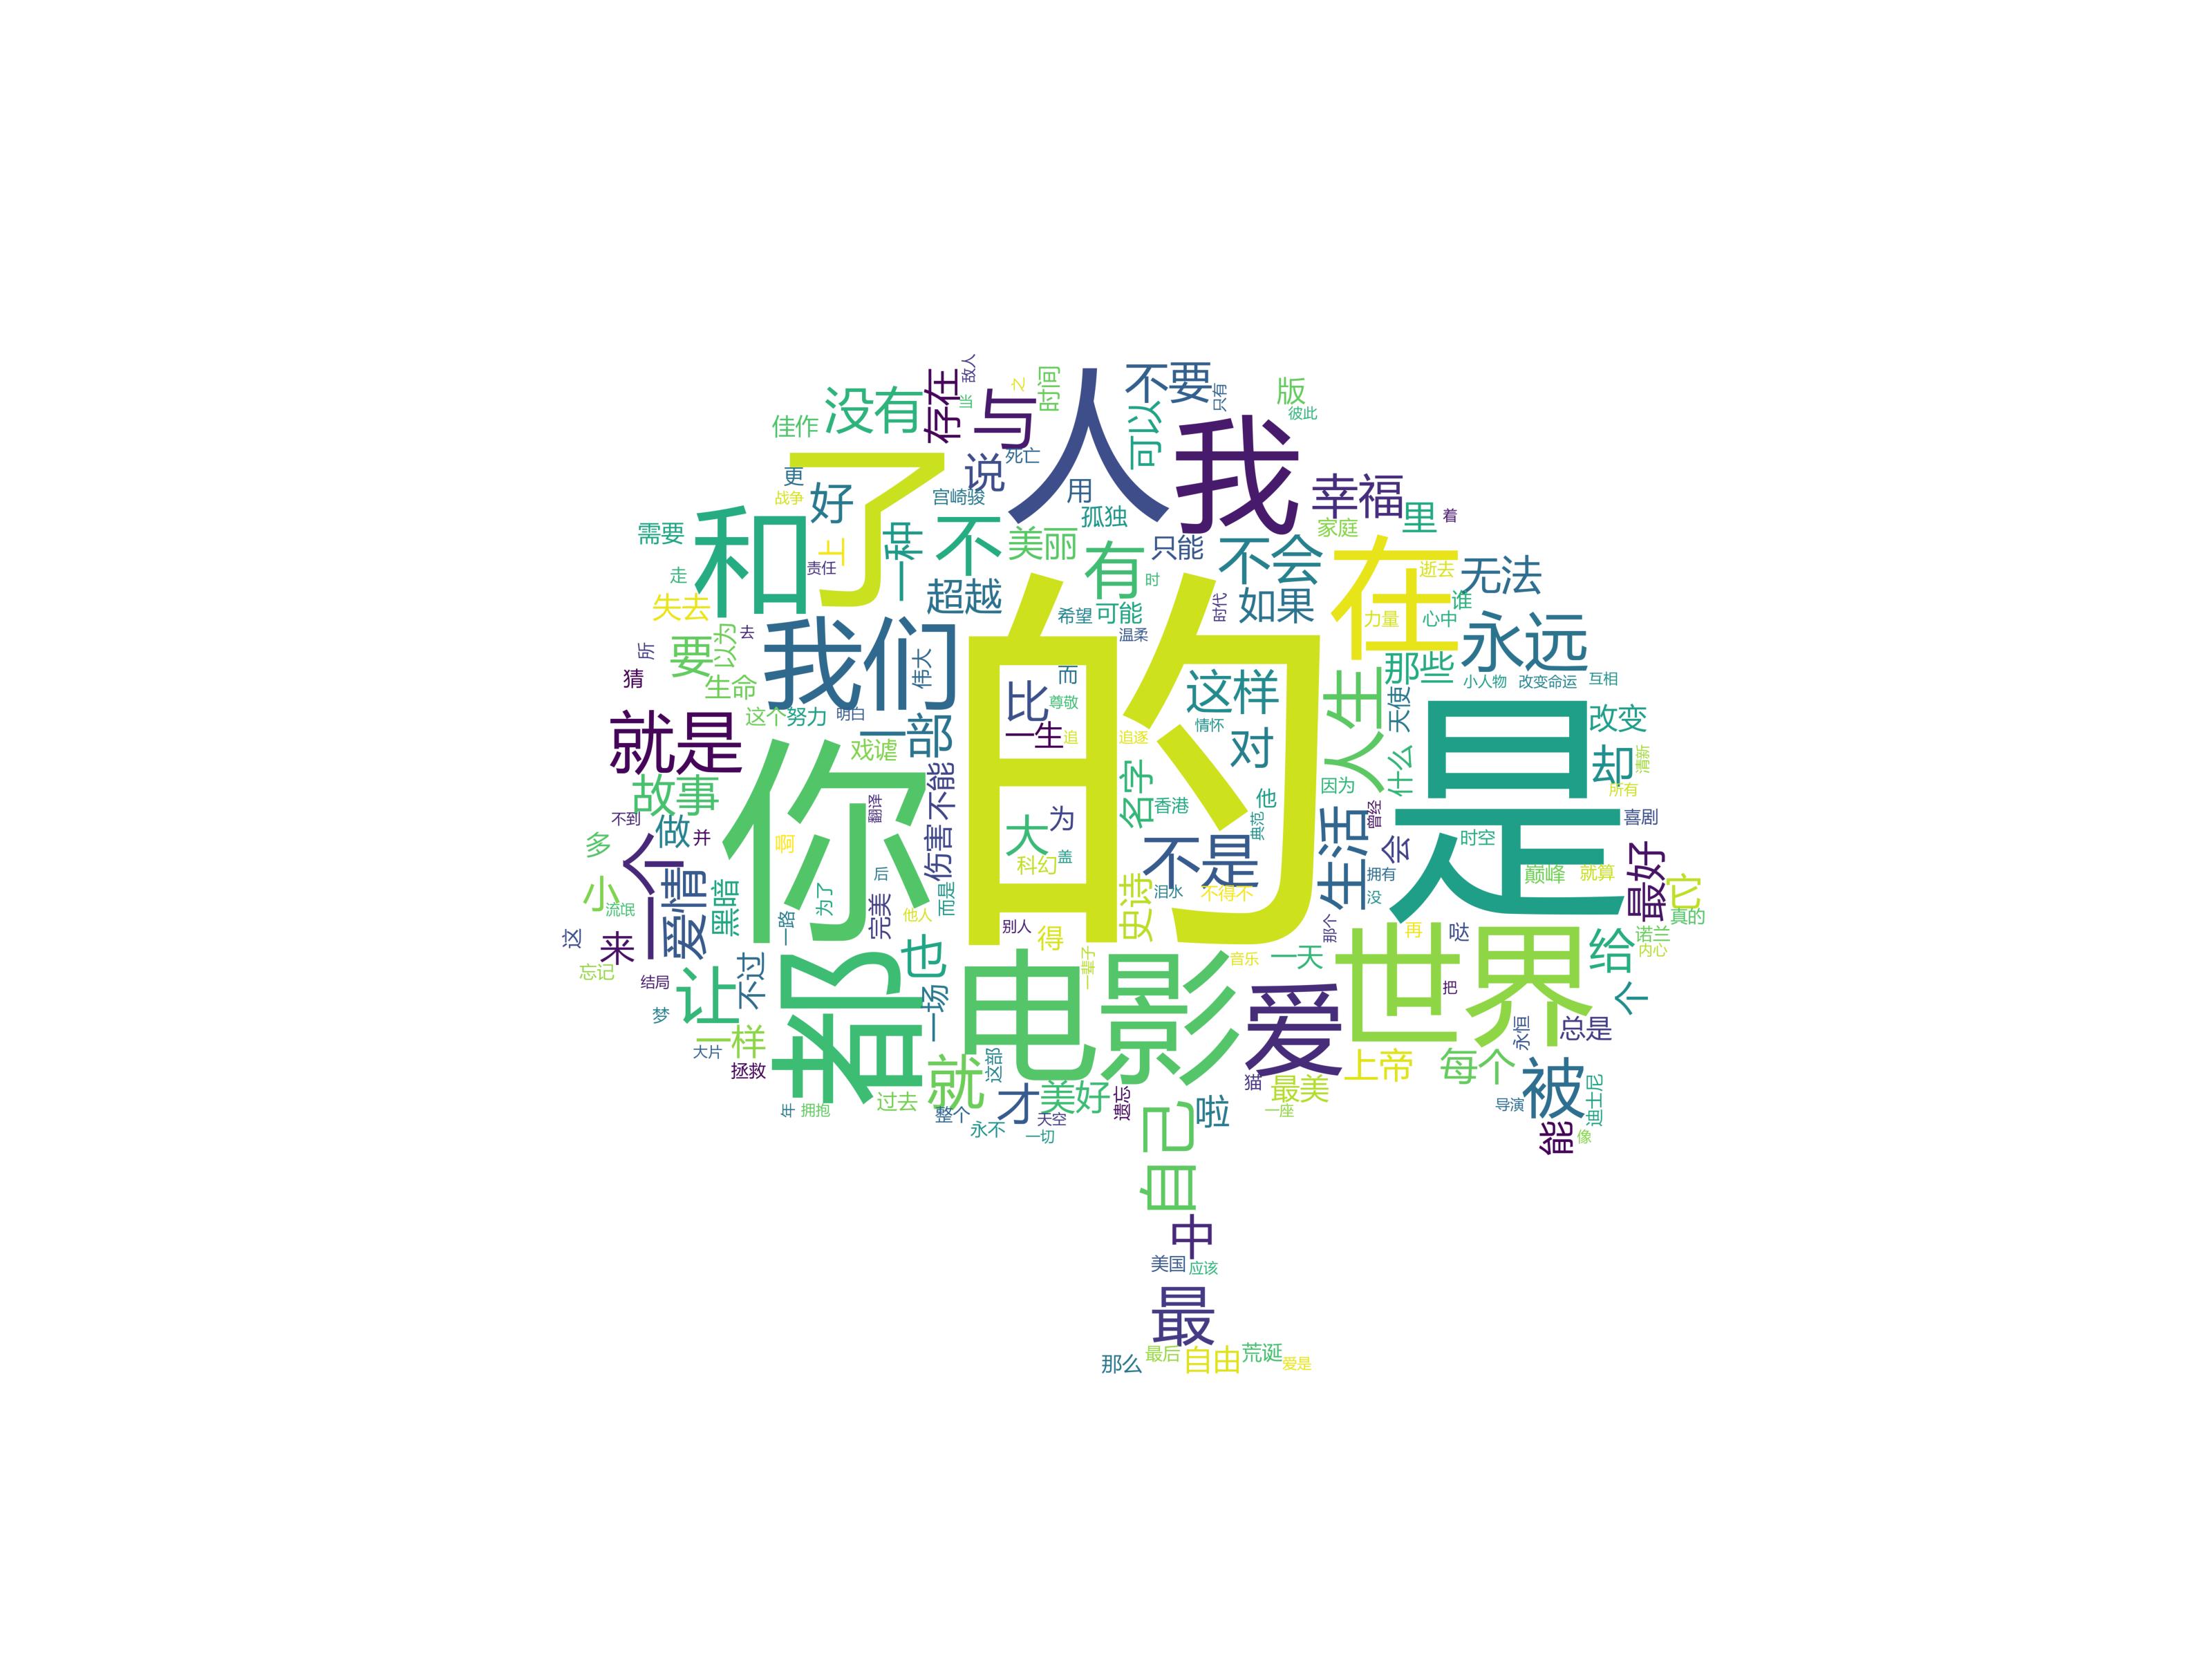 敌人
存在
当
之
时间
不要
只有
可以
版
彼此
佳作
没有
与
人
我
了
说
死亡
用
幸福
家庭
里
着
更
战争
好
宫崎骏
孤独
需要
和
上
一种
不
美丽
有
只能
不会
在
逝去
无法
走
责任
超越
时
如果
谁
失去
希望
可能
时代
力量
心中
永远
去
以为
要
所
我们
伟大
温柔
的
那些
猜
生命
而
这样
人生
天使
小人物
改变命运
互相
比
尊敬
这个
努力
明白
一生
追
追逐
情怀
是
改变
就是
一部
戏谑
对
却
清新
你
不能
名字
香港
因为
什么
所有
故事
翻译
他
不到
做
并
伤害
大
为
盖
科幻
典范
生活
曾经
会
时空
喜剧
多
一个
啊
不是
拥有
巅峰
就算
最好
它
爱情
后
小
流氓
黑暗
为了
完美
而是
史诗
泪水
不得不
没
真的
一路
他人
别人
得
那个
再
哒
诺兰
内心
这
来
也
忘记
结局
让
不过
都
一场
电影
一辈子
音乐
一天
世界
给
把
个
梦
爱
永恒
总是
大片
一样
拯救
就
这部
上帝
每个
被
年
拥抱
过去
整个
才
美好
遗忘
猫
最美
一座
导演
迪士尼
永不
天空
一切
啦
能
像
自己
中
美国
应该
最
那么
最后
自由
荒诞
爱是